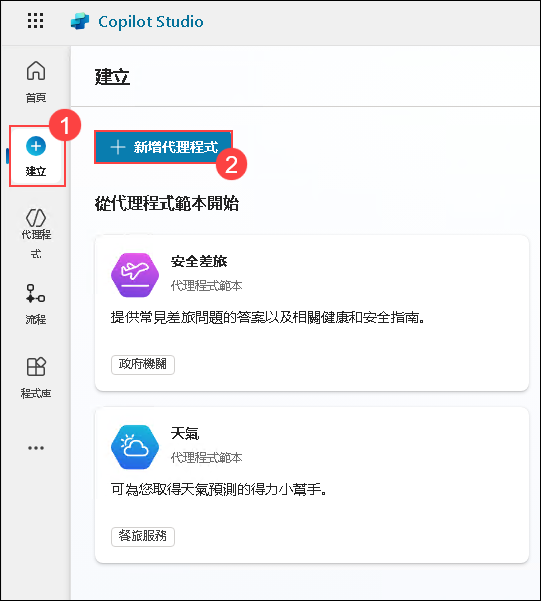 Copilot Studio
首頁
1
建立
代理程
式
流程
程式庫
建立
新增代理程式
2
從代理程式範本開始
安全差旅
代理程式範本
提供常見差旅問題的答案以及相關健康和安全指南。
政府機關
天氣
代理程式範本
可為您取得天氣預測的得力小幫手。
餐旅服務